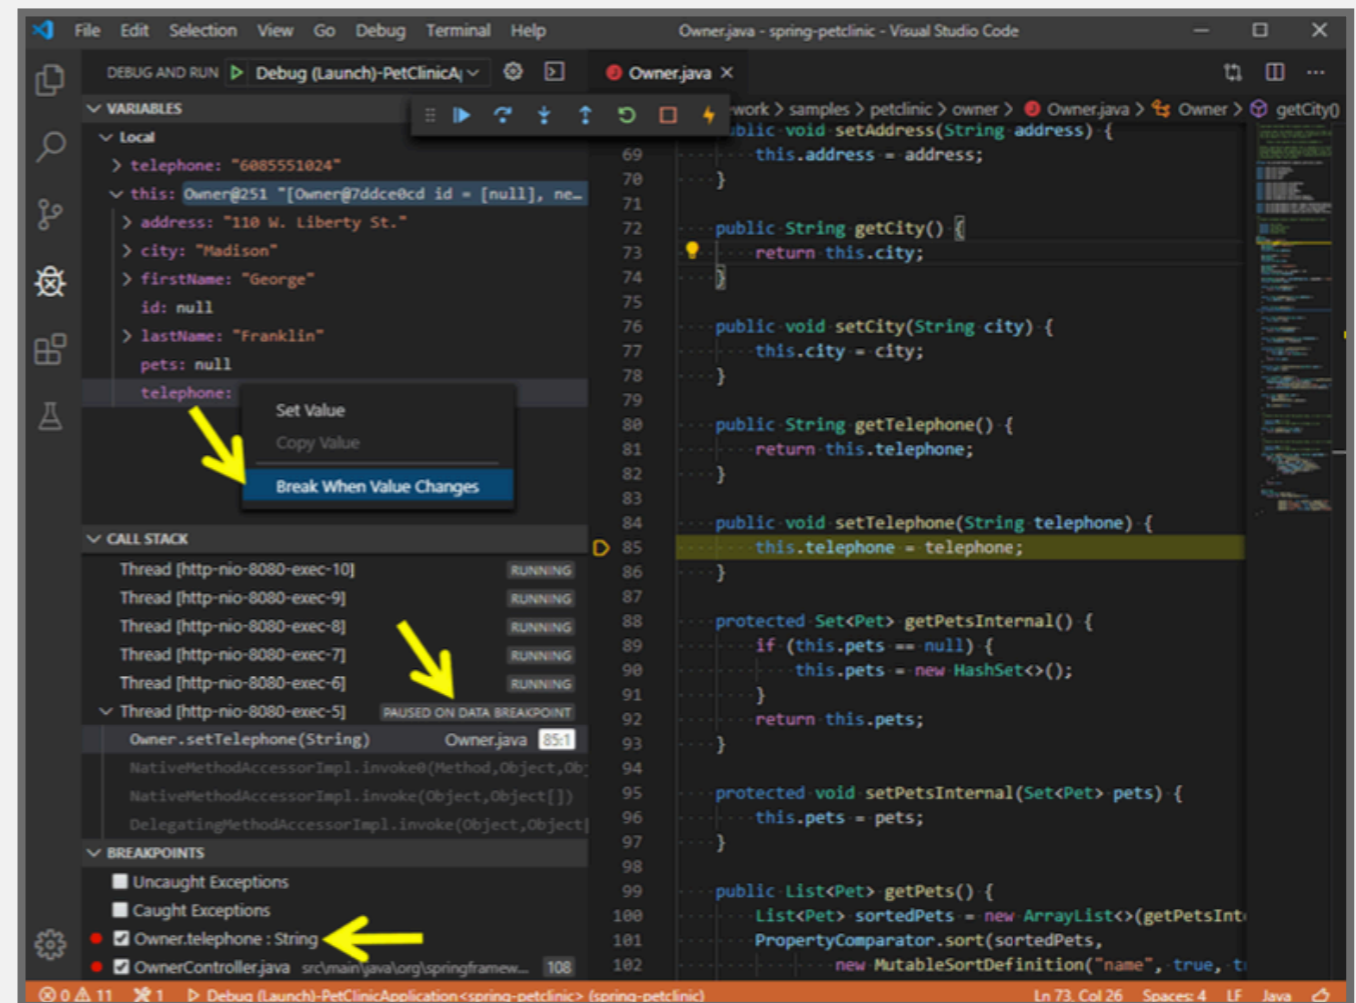 File Edit Selection View Go Debug Terminal Help Owner.java - spring-petclinic - Visual Studio Code
DEBUG AND RUN Debug (Launch)-PetClinicA
VARIABLES
Local
telephone: "6085551024"
this: Owner@251 "[Owner@7ddce0cd id = [null], ne…
address: "110 W. Liberty St."
city: "Madison"
firstName: "George"
id: null
lastName: "Franklin"
pets: null
telephone:
Set Value
Copy Value
Break When Value Changes
CALL STACK
Thread [http-nio-8080-exec-10] RUNNING
Thread [http-nio-8080-exec-9] RUNNING
Thread [http-nio-8080-exec-8] RUNNING
Thread [http-nio-8080-exec-7] RUNNING
Thread [http-nio-8080-exec-6] RUNNING
Thread [http-nio-8080-exec-5] PAUSED ON DATA BREAKPOINT
Owner.setTelephone(String) Owner.java 85:1
NativeMethodAccessorImpl.invoke0(Method,Object,Obj
NativeMethodAccessorImpl.invoke(Object,Object[])
DelegatingMethodAccessorImpl.invoke(Object,Object[
BREAKPOINTS
Uncaught Exceptions
Caught Exceptions
Owner.telephone : String
OwnerController.java src\main\java\org\springframew... 108
Owner.java
ework > samples > petclinic > owner > Owner.java > Owner > getCity()
public void setAddress(String address) {
69 this.address = address;
70 }
71
72 public String getCity() {
73 return this.city;
74 }
75
76 public void setCity(String city) {
77 this.city = city;
78 }
79
80 public String getTelephone() {
81 return this.telephone;
82 }
83
84 public void setTelephone(String telephone) {
85 this.telephone = telephone;
86 }
87
88 protected Set<Pet> getPetsInternal() {
89 if (this.pets == null) {
90 this.pets = new HashSet<>();
91 }
92 return this.pets;
93 }
94
95 protected void setPetsInternal(Set<Pet> pets) {
96 this.pets = pets;
97 }
98
99 public List<Pet> getPets() {
100 List<Pet> sortedPets = new ArrayList<>(getPetsInt
101 PropertyComparator.sort(sortedPets,
102 new MutableSortDefinition("name", true, t
0 11 1 Debug (Launch)-PetClinicApplication<spring-petclinic> (spring-petclinic) Ln 73, Col 26 Spaces: 4 LF Java